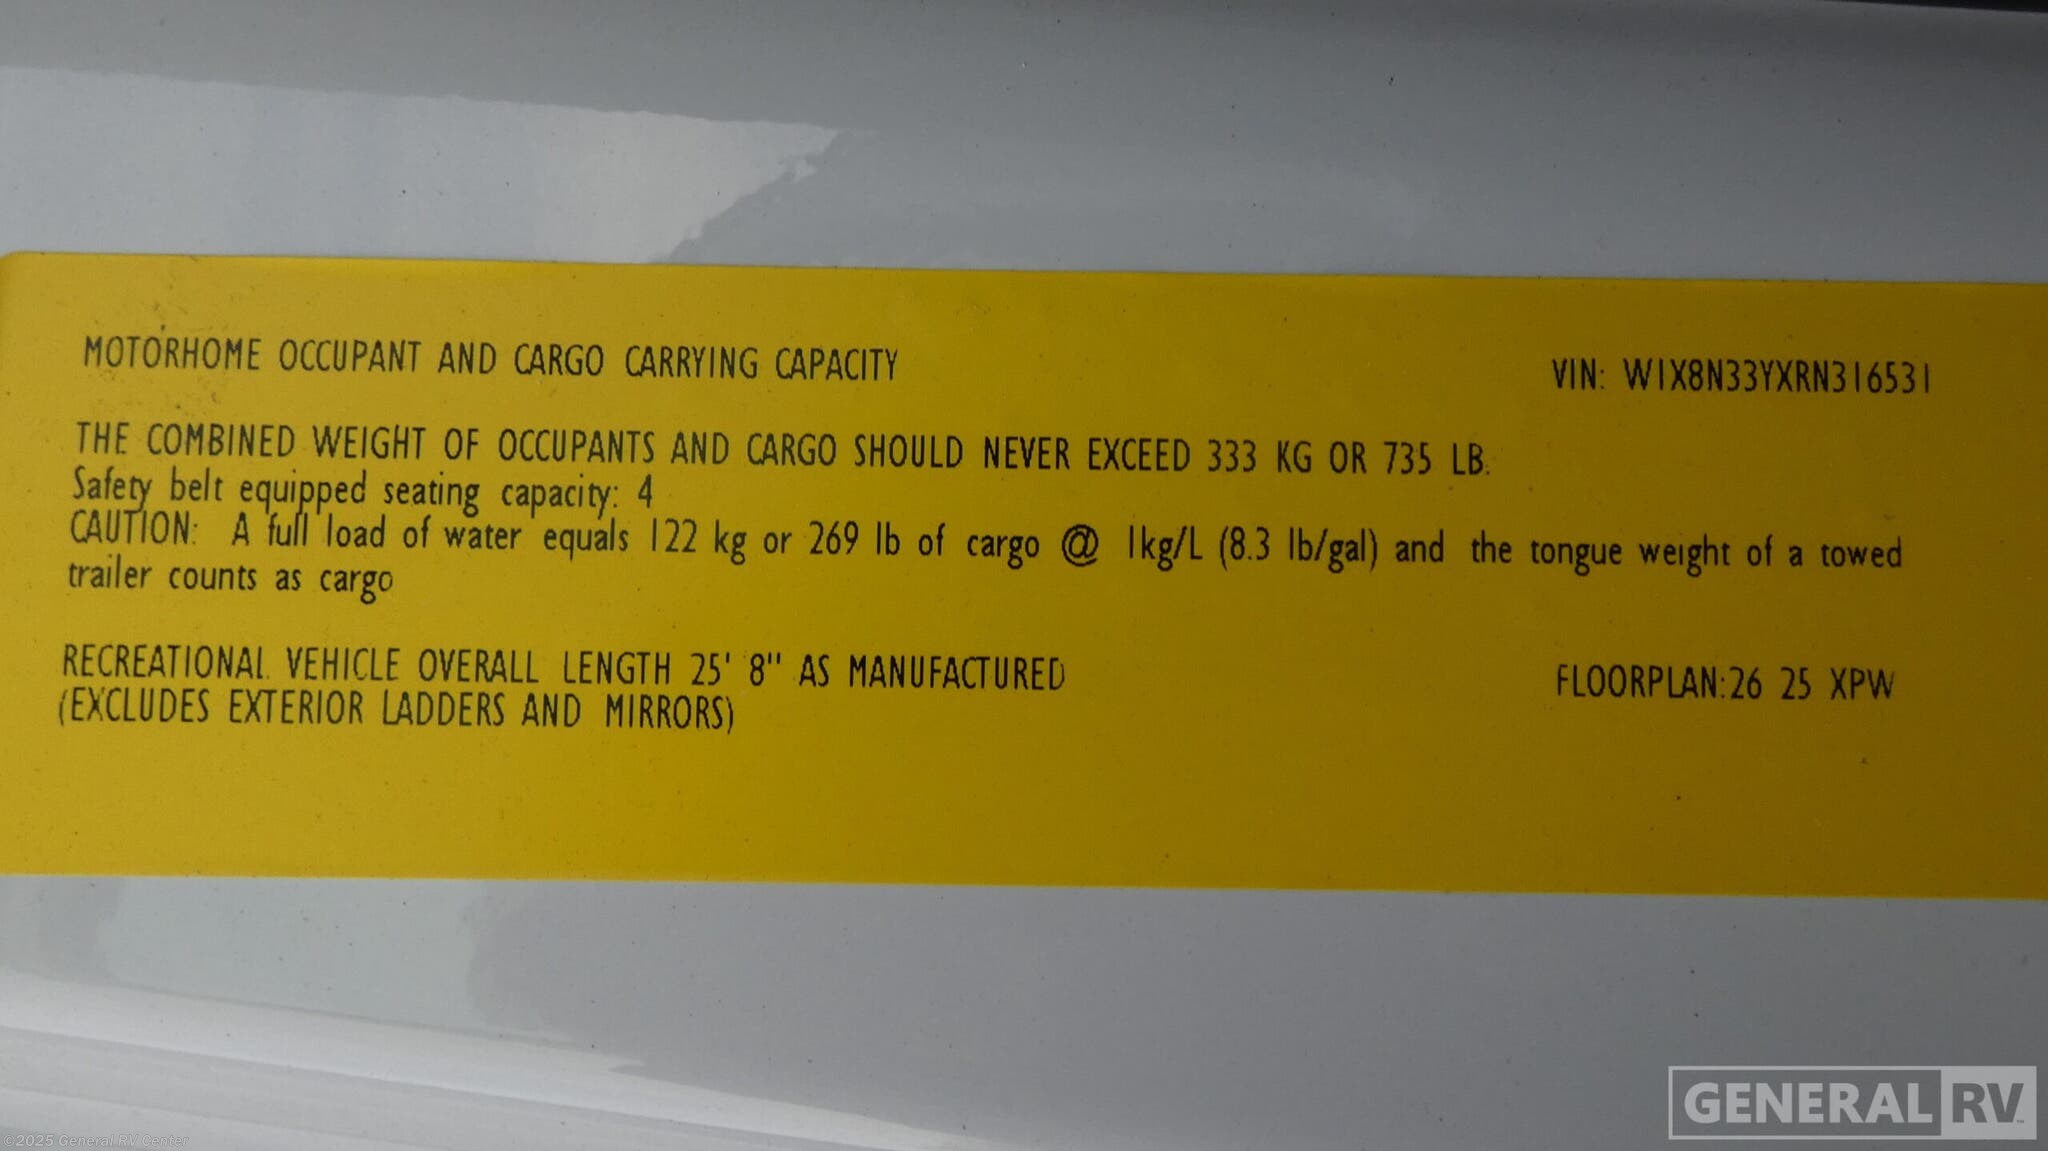 MOTORHOME OCCUPANT AND CARGO CARRYING CAPACITY
VIN: W1X8N33YXRN316531
THE COMBINED WEIGHT OF OCCUPANTS AND CARGO SHOULD NEVER EXCEED 333 KG OR 735 LB.
Safety belt equipped seating capacity: 4
CAUTION: A full load of water equals 122 kg or 269 lb of cargo @ 1kg/L (8.3 lb/gal) and the tongue weight of a towed
trailer counts as cargo
RECREATIONAL VEHICLE OVERALL LENGTH 25' 8" AS MANUFACTURED
(EXCLUDES EXTERIOR LADDERS AND MIRRORS)
FLOORPLAN:26 25 XPW
GENERAL RV
©2025 General RV Center